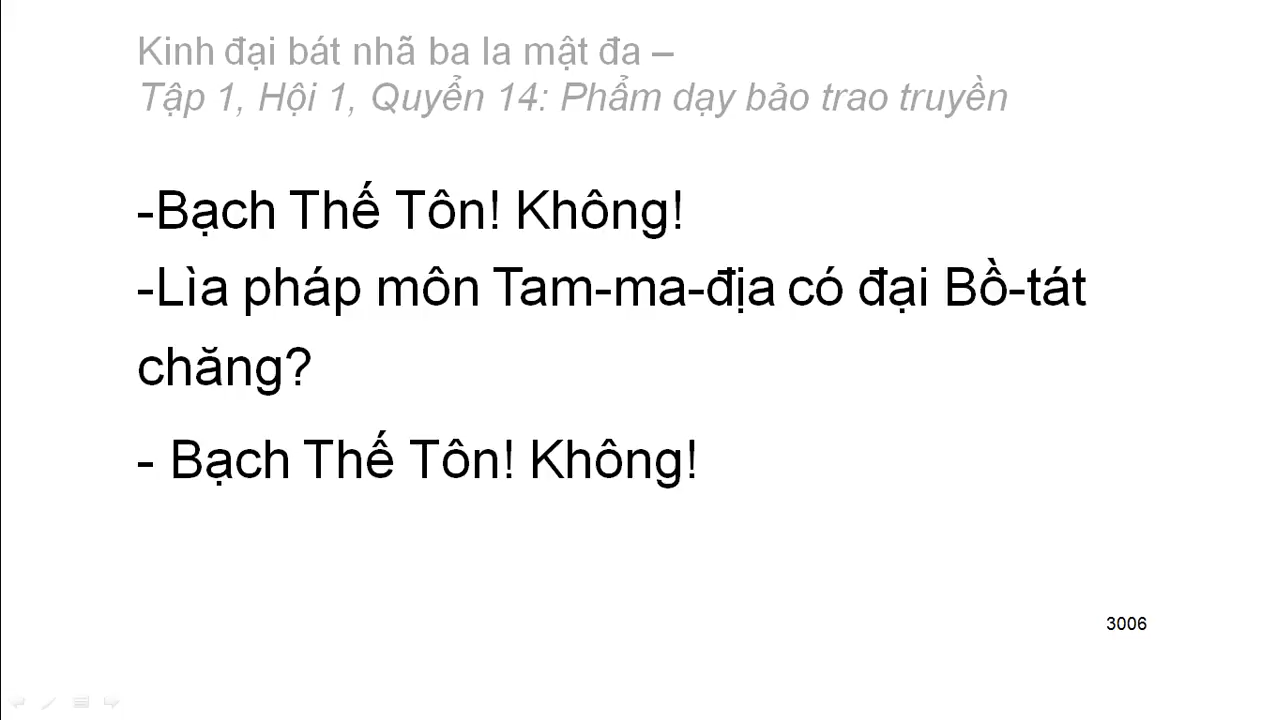 Kinh đại bát nhã ba la mật đa –
Tập 1, Hội 1, Quyển 14: Phẩm dạy bảo trao truyền
-Bạch Thế Tôn! Không!
-Lìa pháp môn Tam-ma-địa có đại Bồ-tát
chăng?
- Bạch Thế Tôn! Không!
3006